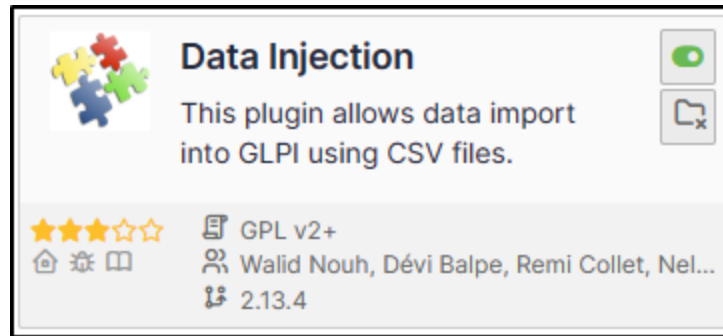 Data Injection
This plugin allows data import
into GLPI using CSV files.
GPL v2+
Walid Nouh, Dévi Balpe, Remi Collet, Nel...
2.13.4